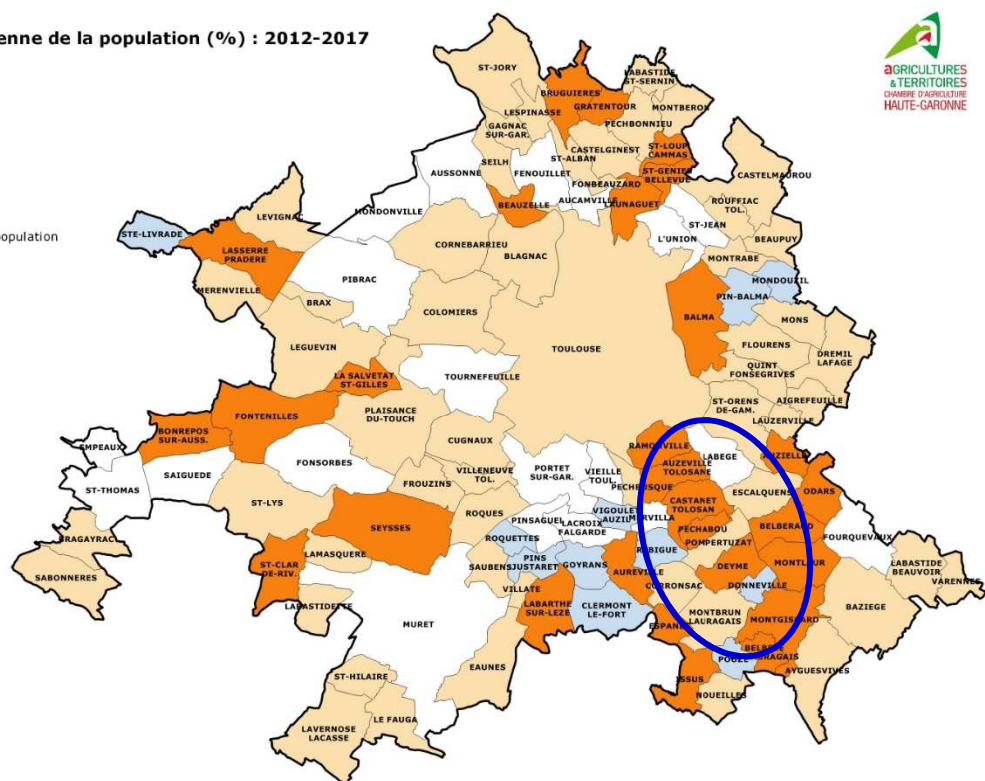 enne de la population (%) : 2012-2017
aGRICULTURES
& TERRITOIRES
CHAMBRE D'AGRICULTURE
HAUTE-GARONNE
opulation
ST-JORY
LABASTIDE
ST-SERNIN
BRUGUIERES
LESPINASSE
GRATENTOUR
MONTBERON
PECHBONNIEU
GAGNAC
SUR-GAR.
CASTELGINEST
ST-LOUP
CAMMAS
ST-ALBAN
SEILH
FENOUILLET
AUSSONNE
ST-GENIES
BELLEVUE
CASTELMAUROU
FONBEAUZARD
AUCAMVILLE
LAUNAGUET
BEAUZELLE
MONDONVILLE
ROUFFIAC
TOL.
LEVIGNAC
STE-LIVRADE
ST-JEAN
L'UNION
BEAUPUY
CORNEBARRIEU
BLAGNAC
LASSERRE
PRADERE
MONTRABE
MONDOUZIL
PIBRAC
MERENVIELLE
PIN-BALMA
BRAX
COLOMIERS
BALMA
MONS
FLOURENS
LEGUEVIN
TOULOUSE
DREMIL
LAFAGE
QUINT
FONSEGRIVES
LA SALVETAT
ST-GILLES
TOURNEFEUILLE
ST-ORENS
DE-GAM.
AIGREFEUILLE
PLAISANCE
DU-TOUCH
FONTENILLES
LAUZERVILLE
BONREPOS
SUR-AUSS.
CUGNAUX
EMPEAUX
RAMONVILLE
LABEGE
AUZIELLE
FONSORBES
SAIGUEDE
AUZEVILLE
TOLOSANE
VILLENEUVE
TOL.
PORTET
SUR-GAR.
VIEILLE
TOUL.
ST-THOMAS
FROUZINS
PECHBUSQUE
ESCALQUENS
ODARS
ST-LYS
CASTANET
TOLOSAN
ROQUES
VIGOULET
AUZIL
MERVILLA
PINSAGUEL
LACROIX
FALGARDE
SEYSSES
PECHABOU
BELBERAUD
POMPERTUZAT
FOURQUEVAUX
BRAGAYRAC
ROQUETTES
REBIGUE
LAMASQUERE
PINS
JUSTARET
SAUBENS
GOYRANS
MONTLAUR
DEYME
LABASTIDE
BEAUVOIR
ST-CLAR
DE-RIV.
AUREVILLE
VARENNES
SABONNERES
CORRONSAC
DONNEVILLE
VILLATE
LABASTIDETTE
LABARTHE
SUR-LEZE
CLERMONT
LE-FORT
MONTBRUN
LAURAGAIS
BAZIEGE
MONTGISCARD
MURET
ESPANES
EAUNES
POUZE
AYGUESVIVES
ISSUS
ST-HILAIRE
NOUEILLES
LE FAUGA
LAVERNOSE
LACASSE